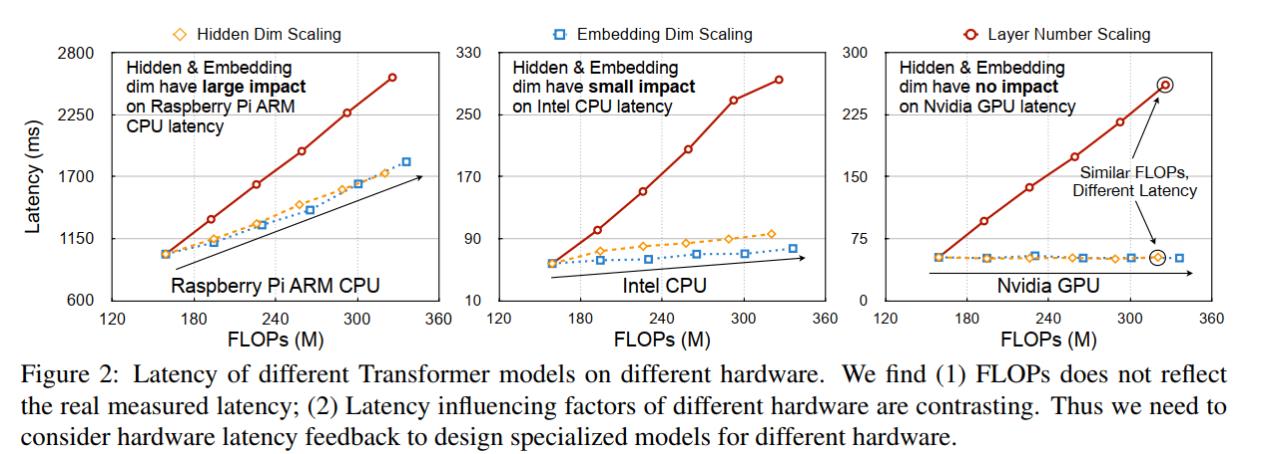 Hidden Dim Scaling
Embedding Dim Scaling
Layer Number Scaling
Latency (ms)
2800
2250
1700
1150
600
Hidden & Embedding
dim have large impact
on Raspberry Pi ARM
CPU latency
Raspberry Pi ARM CPU
120 180 240 300 360
FLOPs (M)
330
250
170
90
10
Hidden & Embedding
dim have small impact
on Intel CPU latency
Intel CPU
120 180 240 300 360
FLOPs (M)
300
225
150
75
0
Hidden & Embedding
dim have no impact
on Nvidia GPU latency
Similar FLOPs,
Different Latency
Nvidia GPU
120 180 240 300 360
FLOPs (M)
Figure 2: Latency of different Transformer models on different hardware. We find (1) FLOPs does not reflect
the real measured latency; (2) Latency influencing factors of different hardware are contrasting. Thus we need to
consider hardware latency feedback to design specialized models for different hardware.